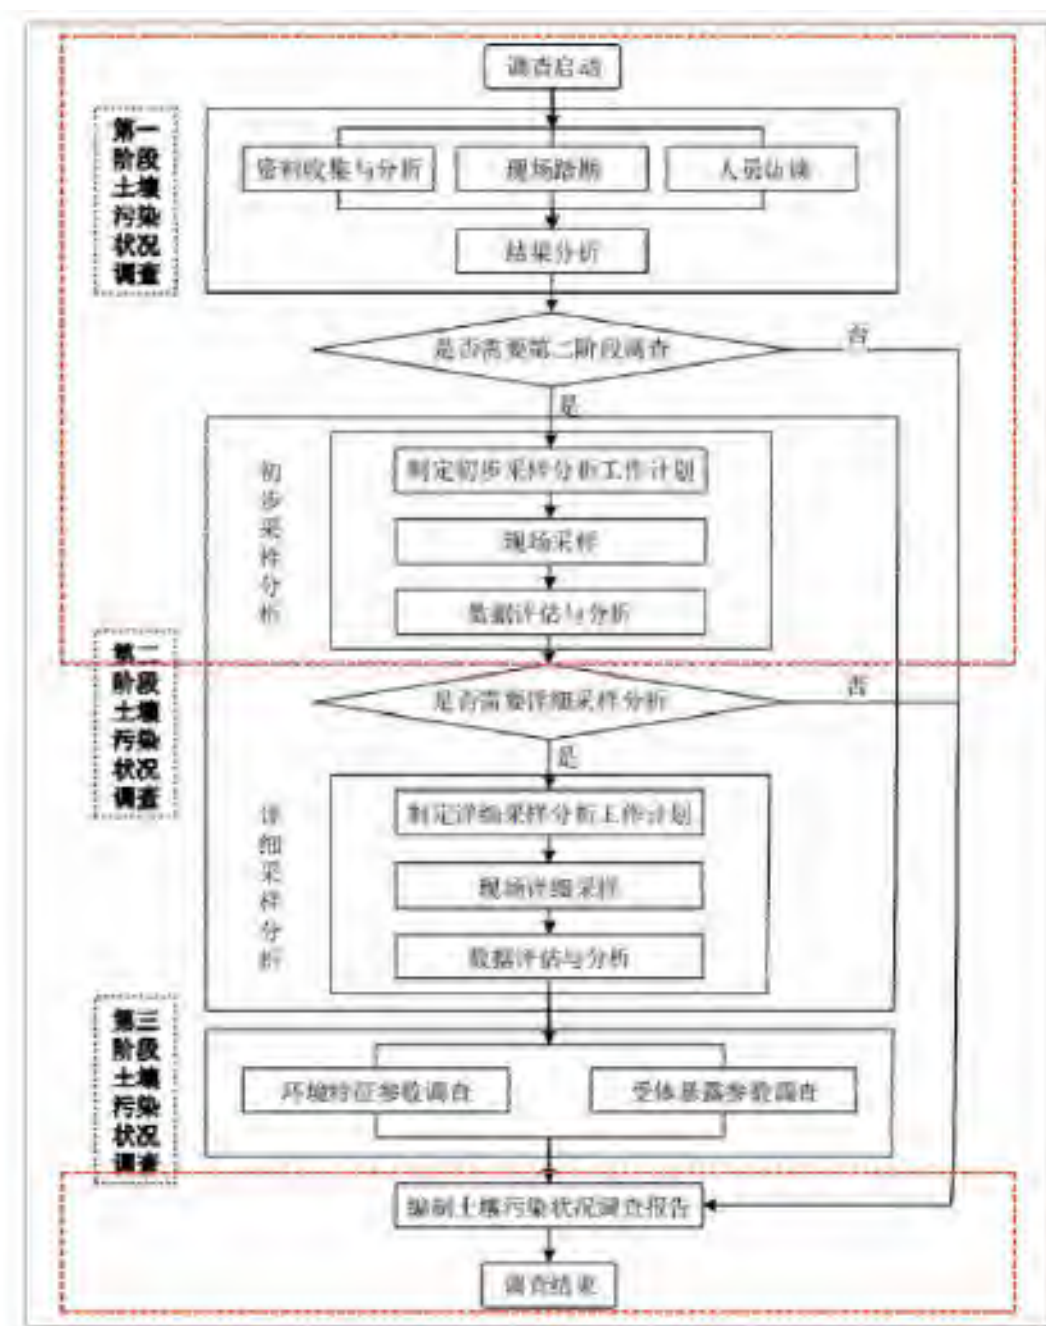 调查启动
第一
阶段
土壤
污染
状况
调查
资料收集与分析
现场踏勘
人员访谈
结果分析
是否需要第二阶段调查
否
是
初
步
采
样
分
析
制定初步采样分析工作计划
现场采样
数据评估与分析
第二
阶段
土壤
污染
状况
调查
是否需要详细采样分析
否
是
详
细
采
样
分
析
制定详细采样分析工作计划
现场详细采样
数据评估与分析
第三
阶段
土壤
污染
状况
调查
环境特征参数调查
受体暴露参数调查
编制土壤污染状况调查报告
调查结束